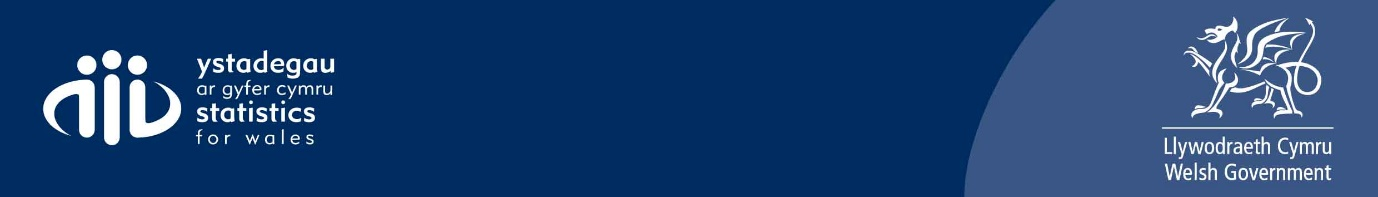 ystadegau
ar gyfer cymru
statistics
for wales
Llywodraeth Cymru
Welsh Government